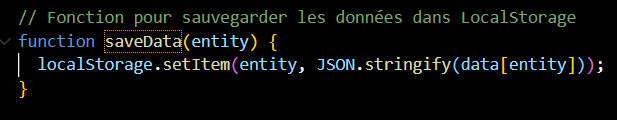 // Fonction pour sauvegarder les données dans LocalStorage
function saveData(entity) {
localStorage.setItem(entity, JSON.stringify(data[entity]));
}